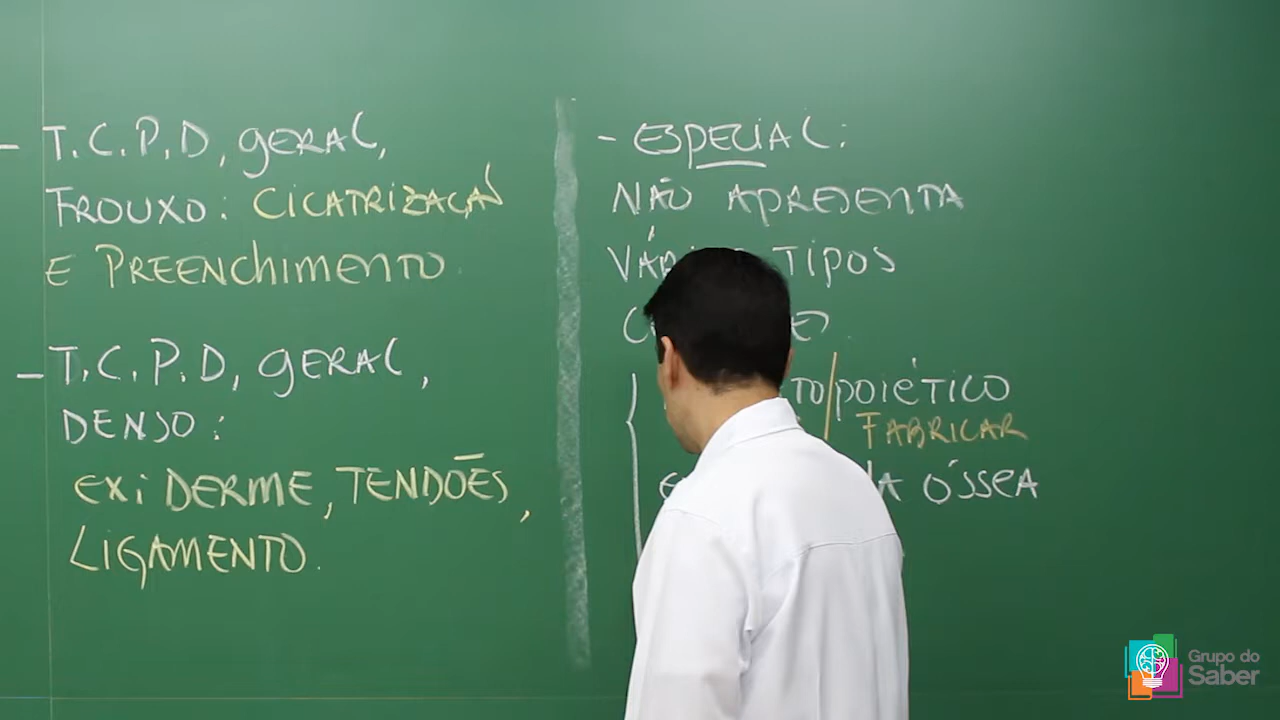 - T.C.P.D, geral,
FROUXO: CICATRIZAÇÃO
E PREENCHIMENTO.
- T.C.P.D, GERAL,
DENSO:
EX: DERME, TENDÕES,
LIGAMENTO.
- ESPECIAL:
NÃO APRESENTA
TIPOS
POIÉTICO
FABRICAR
ÓSSEA
Grupo do
Saber